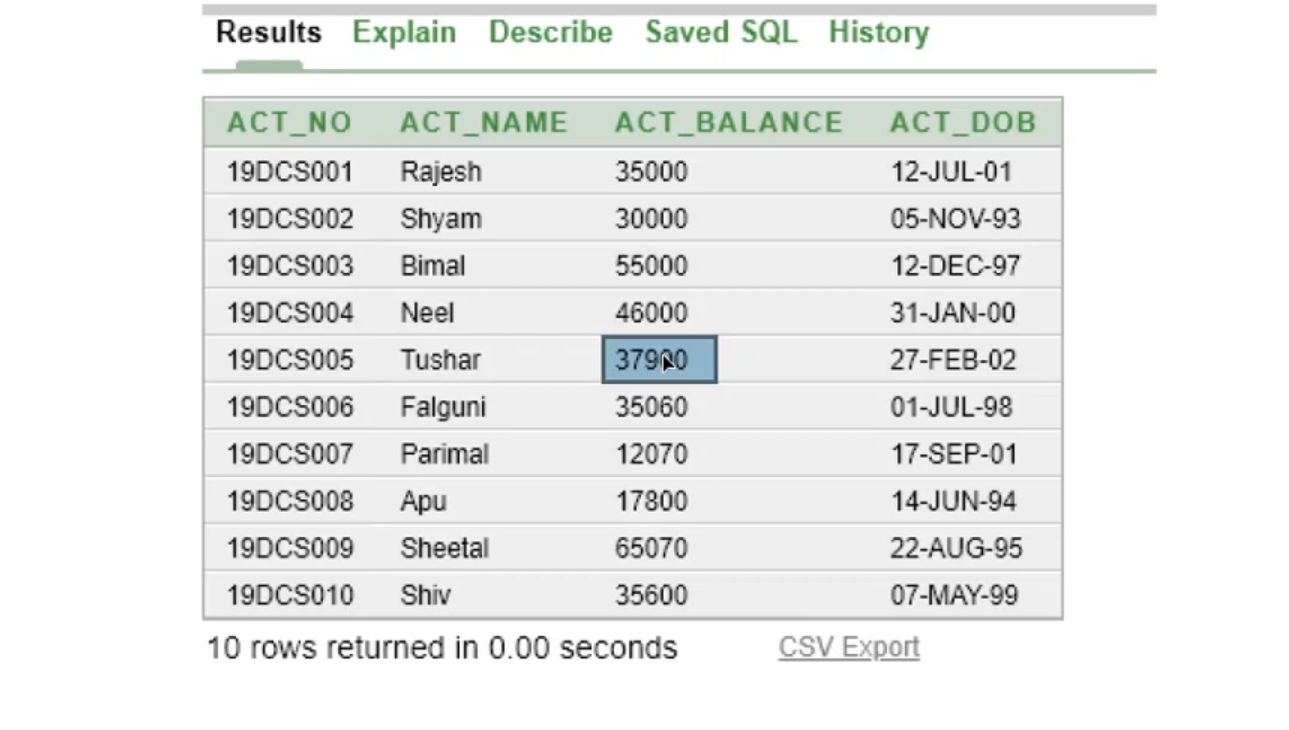 Results Explain Describe Saved SQL History
ACT_NO ACT_NAME ACT_BALANCE ACT_DOB
19DCS001 Rajesh 35000 12-JUL-01
19DCS002 Shyam 30000 05-NOV-93
19DCS003 Bimal 55000 12-DEC-97
19DCS004 Neel 46000 31-JAN-00
19DCS005 Tushar 27-FEB-02
19DCS006 Falguni 35060 01-JUL-98
19DCS007 Parimal 12070 17-SEP-01
19DCS008 Apu 17800 14-JUN-94
19DCS009 Sheetal 65070 22-AUG-95
19DCS010 Shiv 35600 07-MAY-99
10 rows returned in 0.00 seconds CSV Export